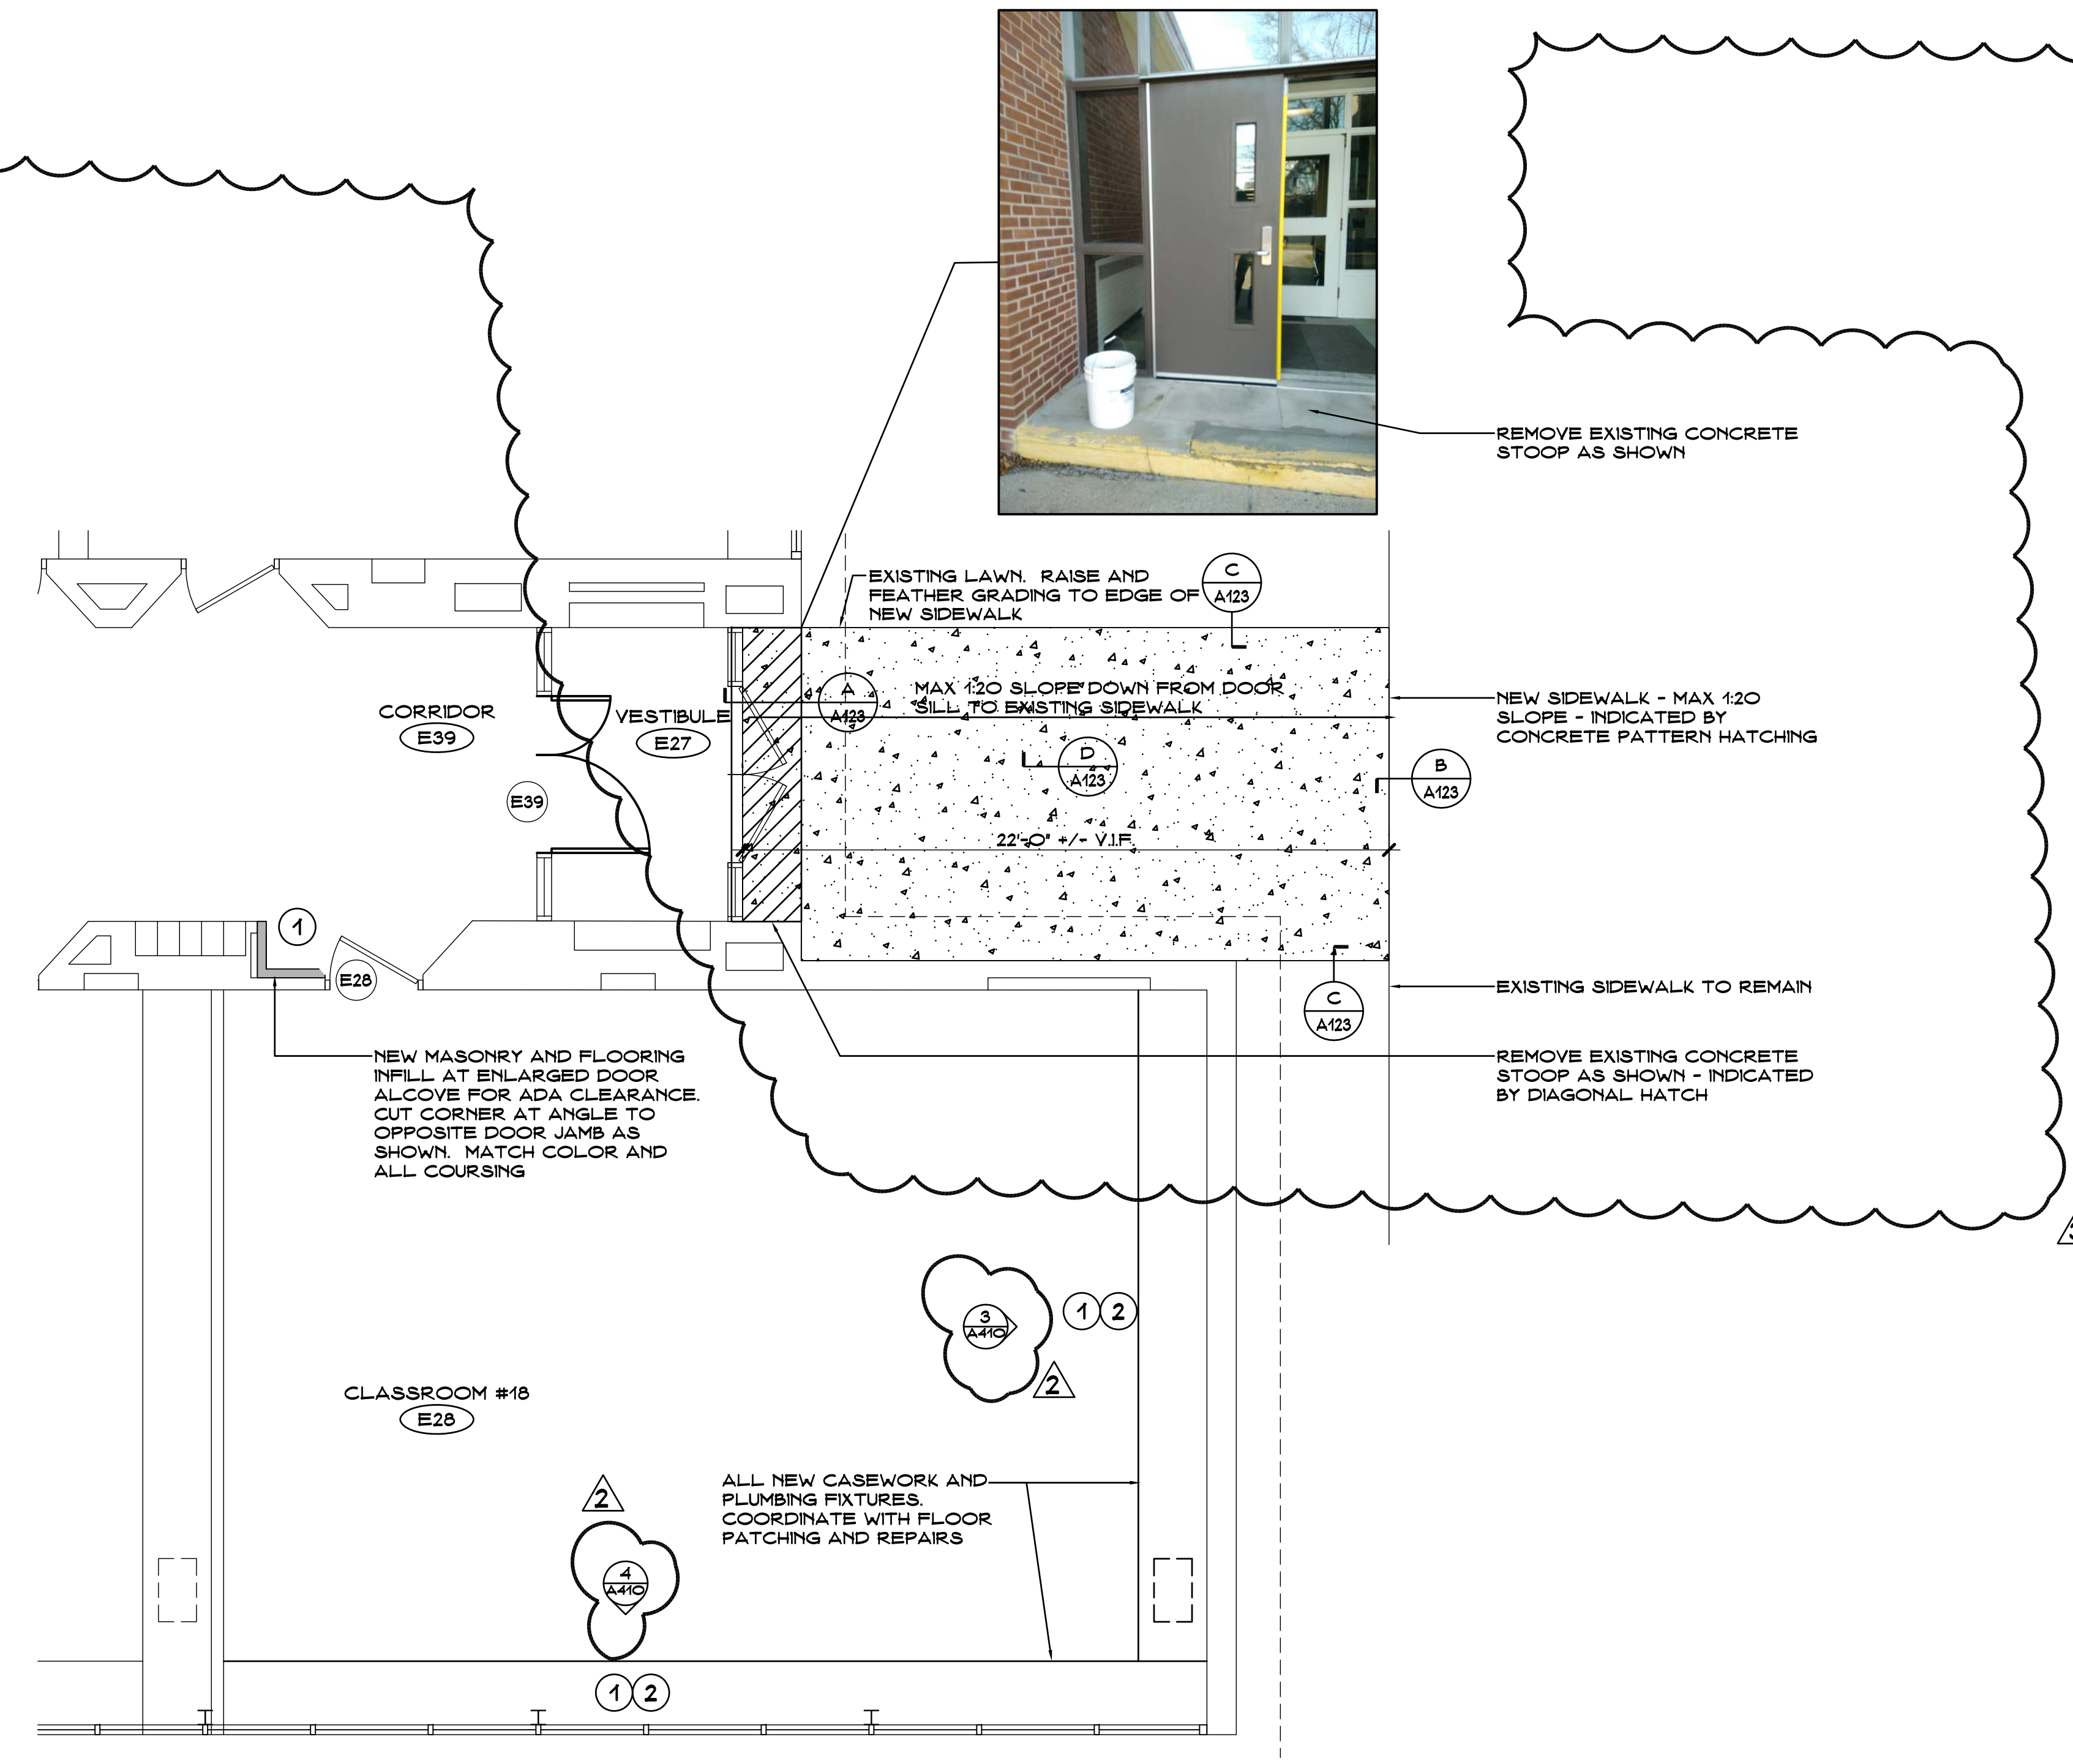 REMOVE EXISTING CONCRETE
STOOP AS SHOWN
EXISTING LAWN. RAISE AND
FEATHER GRADING TO EDGE OF
NEW SIDEWALK
C
A123
CORRIDOR
E39
VESTIBULE
E27
A
A123
MAX 1:20 SLOPE DOWN FROM DOOR
SILL TO EXISTING SIDEWALK
NEW SIDEWALK - MAX 1:20
SLOPE - INDICATED BY
CONCRETE PATTERN HATCHING
D
A123
B
A123
E39
22'-0" +/- V.I.F.
1
E28
EXISTING SIDEWALK TO REMAIN
C
A123
NEW MASONRY AND FLOORING
INFILL AT ENLARGED DOOR
ALCOVE FOR ADA CLEARANCE.
CUT CORNER AT ANGLE TO
OPPOSITE DOOR JAMB AS
SHOWN. MATCH COLOR AND
ALL COURSING
REMOVE EXISTING CONCRETE
STOOP AS SHOWN - INDICATED
BY DIAGONAL HATCH
3
A410
1 2
2
CLASSROOM #18
E28
ALL NEW CASEWORK AND
PLUMBING FIXTURES.
COORDINATE WITH FLOOR
PATCHING AND REPAIRS
2
4
A410
1 2